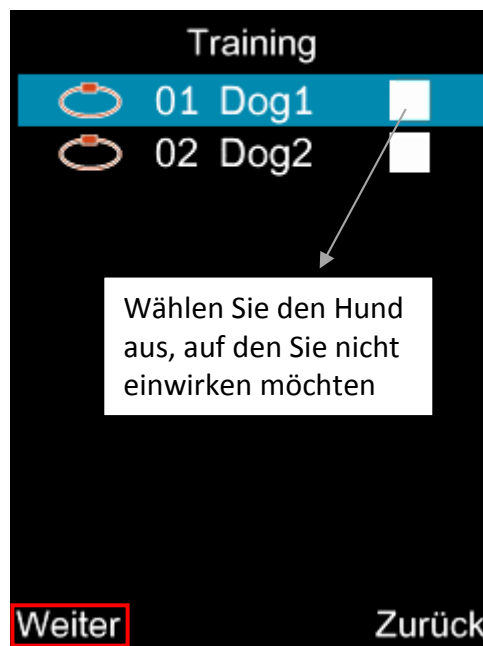 Training
01 Dog1
02 Dog2
Wählen Sie den Hund
aus, auf den Sie nicht
einwirken möchten
Weiter Zurück